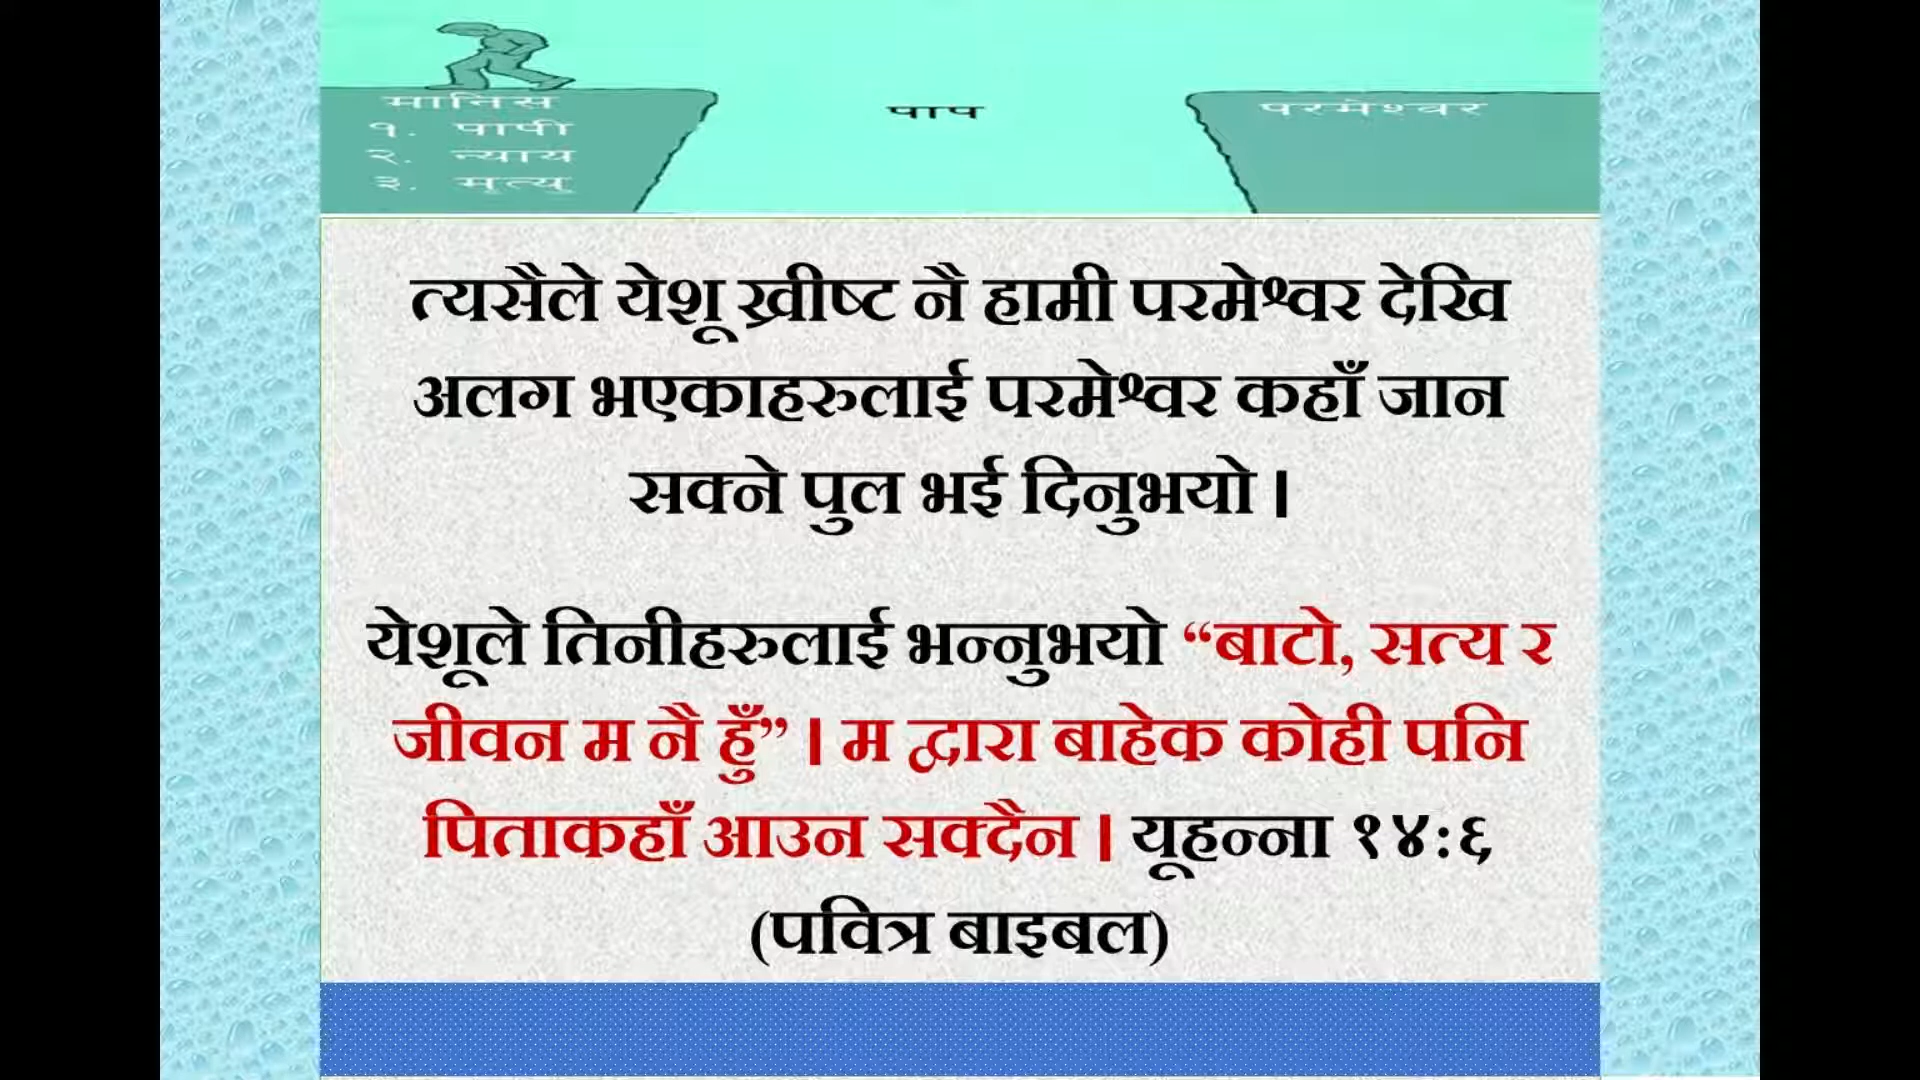 मानिस
१. पापी
२. न्याय
३. मृत्यु
पाप
परमेश्वर
त्यसैले येशू ख्रीष्ट नै हामी परमेश्वर देखि
अलग भएकाहरुलाई परमेश्वर कहाँ जान
सक्ने पुल भई दिनुभयो ।
येशूले तिनीहरुलाई भन्नुभयो “बाटो, सत्य र
जीवन म नै हुँ” । म द्वारा बाहेक कोही पनि
पिताकहाँ आउन सक्दैन । यूहन्ना १४:६
(पवित्र बाइबल)